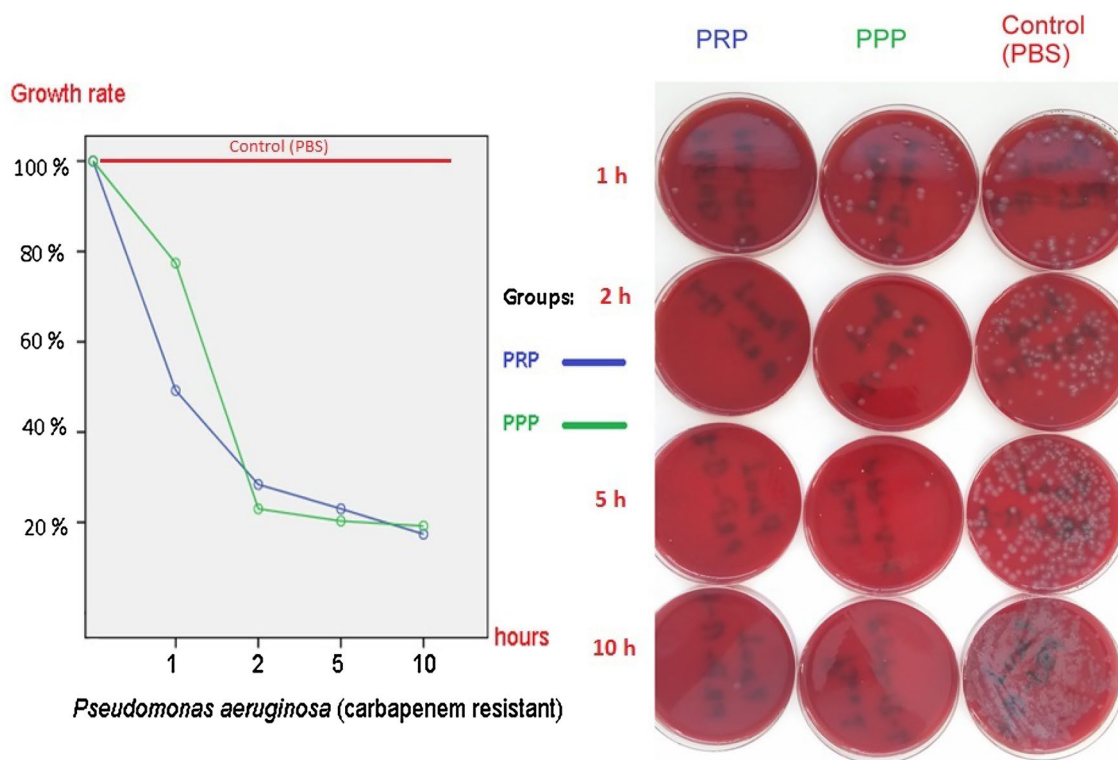 Growth rate
Control (PBS)
100 %
80 %
60 %
40 %
20 %
1
2
5
10
hours
Pseudomonas aeruginosa (carbapenem resistant)
Groups:
PRP
PPP
PRP
PPP
Control
(PBS)
1 h
2 h
5 h
10 h